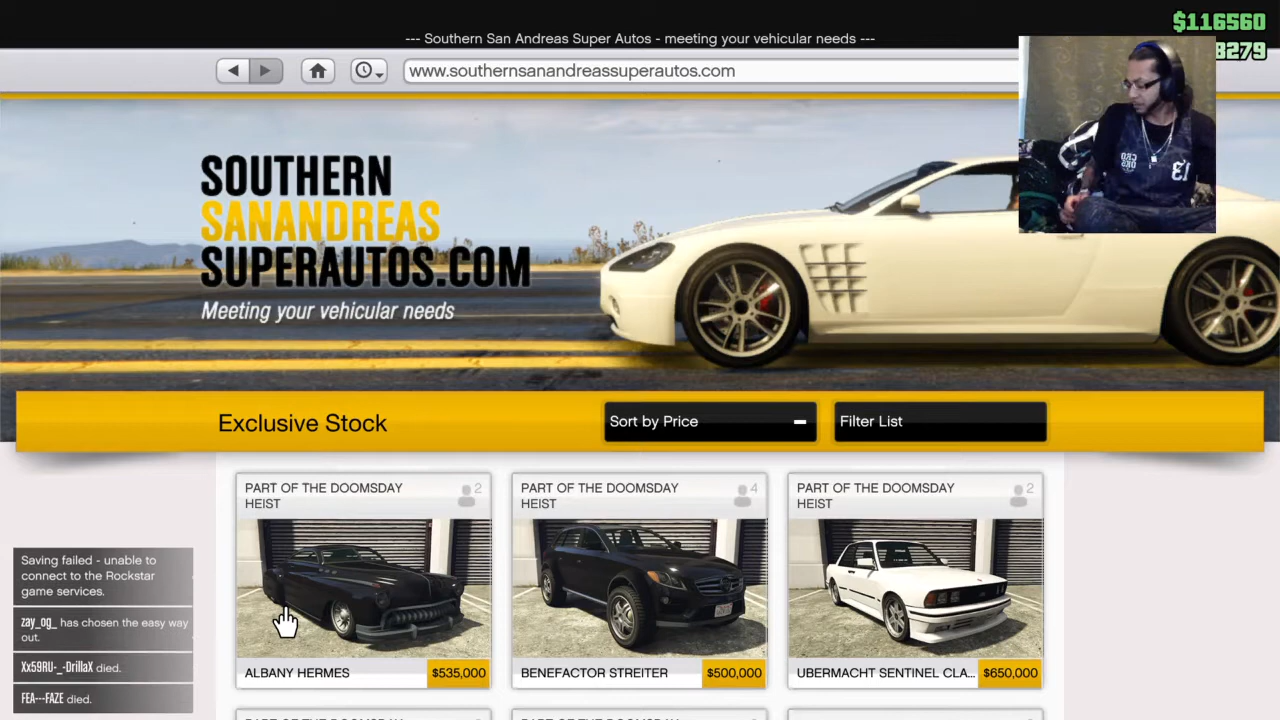 $116560
--- Southern San Andreas Super Autos - meeting your vehicular needs ---
8279
www.southernsanandreassuperautos.com
SOUTHERN
SANANDREAS
SUPERAUTOS.COM
Meeting your vehicular needs
Exclusive Stock
Sort by Price
Filter List
PART OF THE DOOMSDAY
HEIST
2
PART OF THE DOOMSDAY
HEIST
4
PART OF THE DOOMSDAY
HEIST
2
ALBANY HERMES
$535,000
BENEFACTOR STREITER
$500,000
UBERMACHT SENTINEL CLA...
$650,000
Saving failed - unable to
connect to the Rockstar
game services.
zay_og_ has chosen the easy way
out.
Xx59RU-_-DrillaX died.
FEA---FAZE died.